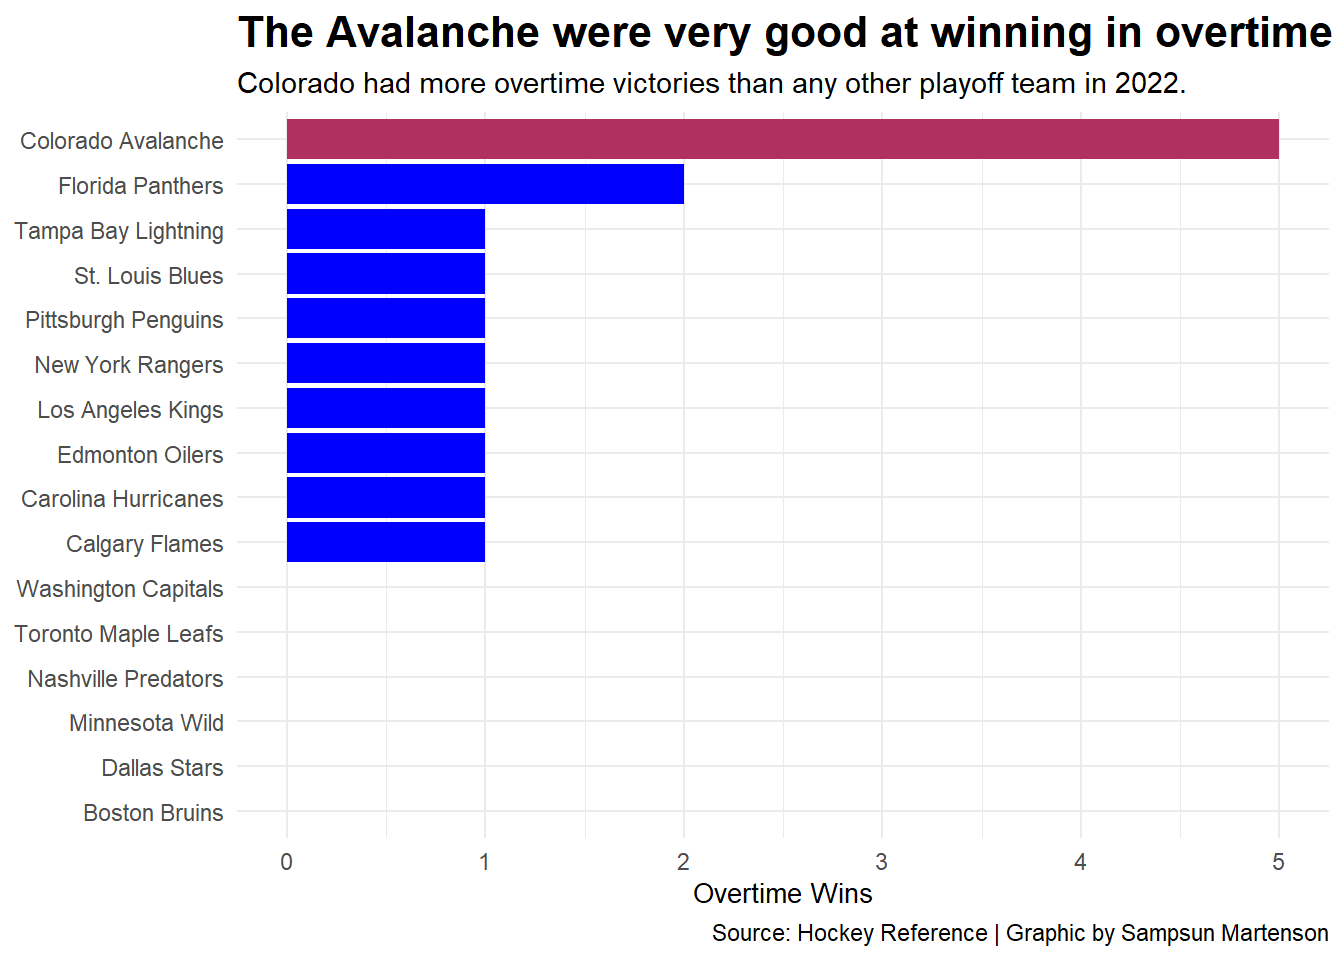 The Avalanche were very good at winning in overtime
Colorado had more overtime victories than any other playoff team in 2022.
Colorado Avalanche
Florida Panthers
Tampa Bay Lightning
St. Louis Blues
Pittsburgh Penguins
New York Rangers
Los Angeles Kings
Edmonton Oilers
Carolina Hurricanes
Calgary Flames
Washington Capitals
Toronto Maple Leafs
Nashville Predators
Minnesota Wild
Dallas Stars
Boston Bruins
0 1 2 3 4 5
Overtime Wins
Source: Hockey Reference | Graphic by Sampsun Martenson